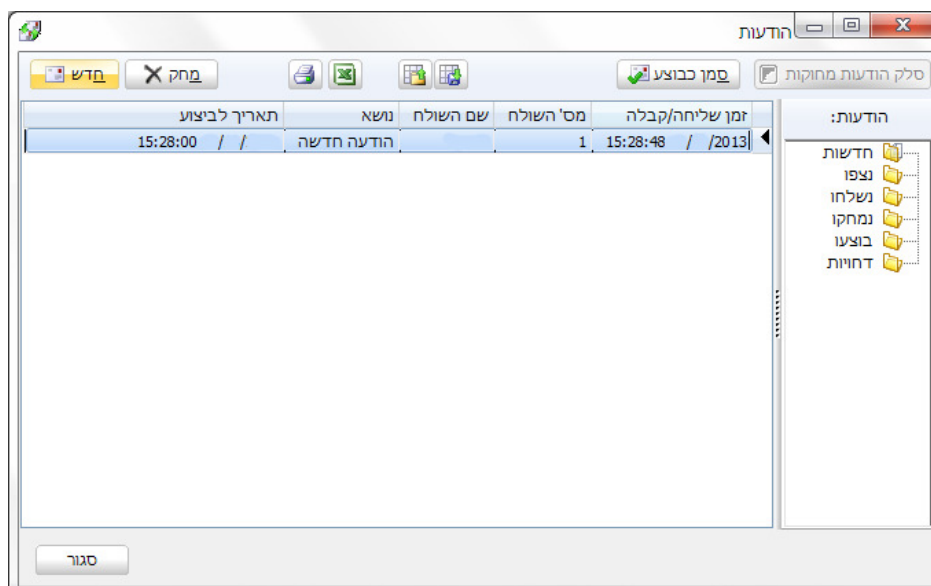 הודעות
סלק הודעות מחוקות סמן כבוצע מחק חדש
הודעות:
חדשות
נצפו
נשלחו
נמחקו
בוצעו
דחויות
זמן שליחה/קבלה מס' השולח שם השולח נושא תאריך לביצוע
15:28:48 / /2013 1 הודעה חדשה 15:28:00 / /
סגור